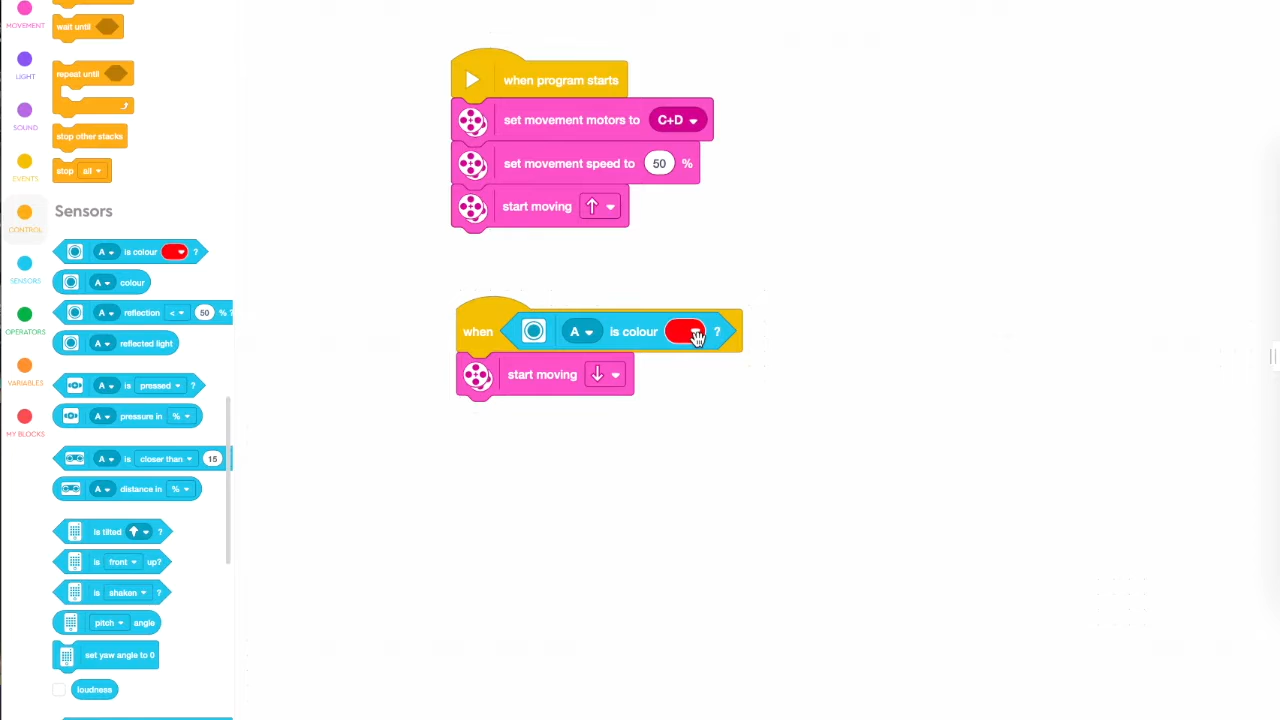 MOVEMENT
LIGHT
SOUND
EVENTS
CONTROL
SENSORS
OPERATORS
VARIABLES
MY BLOCKS
wait until
repeat until
stop other stacks
stop all
Sensors
A is colour ?
A colour
A reflection < 50 % ?
A reflected light
A is pressed ?
A pressure in %
A is closer than 15
A distance in %
is tilted ?
is front up?
is shaken ?
pitch angle
set yaw angle to 0
loudness
when program starts
set movement motors to C+D
set movement speed to 50 %
start moving
when A is colour ?
start moving